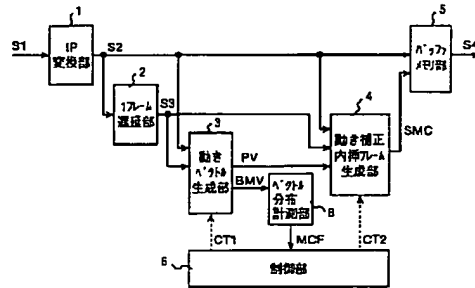 1
5
S1
IP
変換部
S2
バッファ
メモリ部
S4
2
1フレーム
遅延部
S3
3
動き
ベクトル
生成部
4
動き補正
内挿フレーム
生成部
SMC
PV
BMV
ベクトル
分布
計測部
8
CT1
MCF
CT2
6
制御部